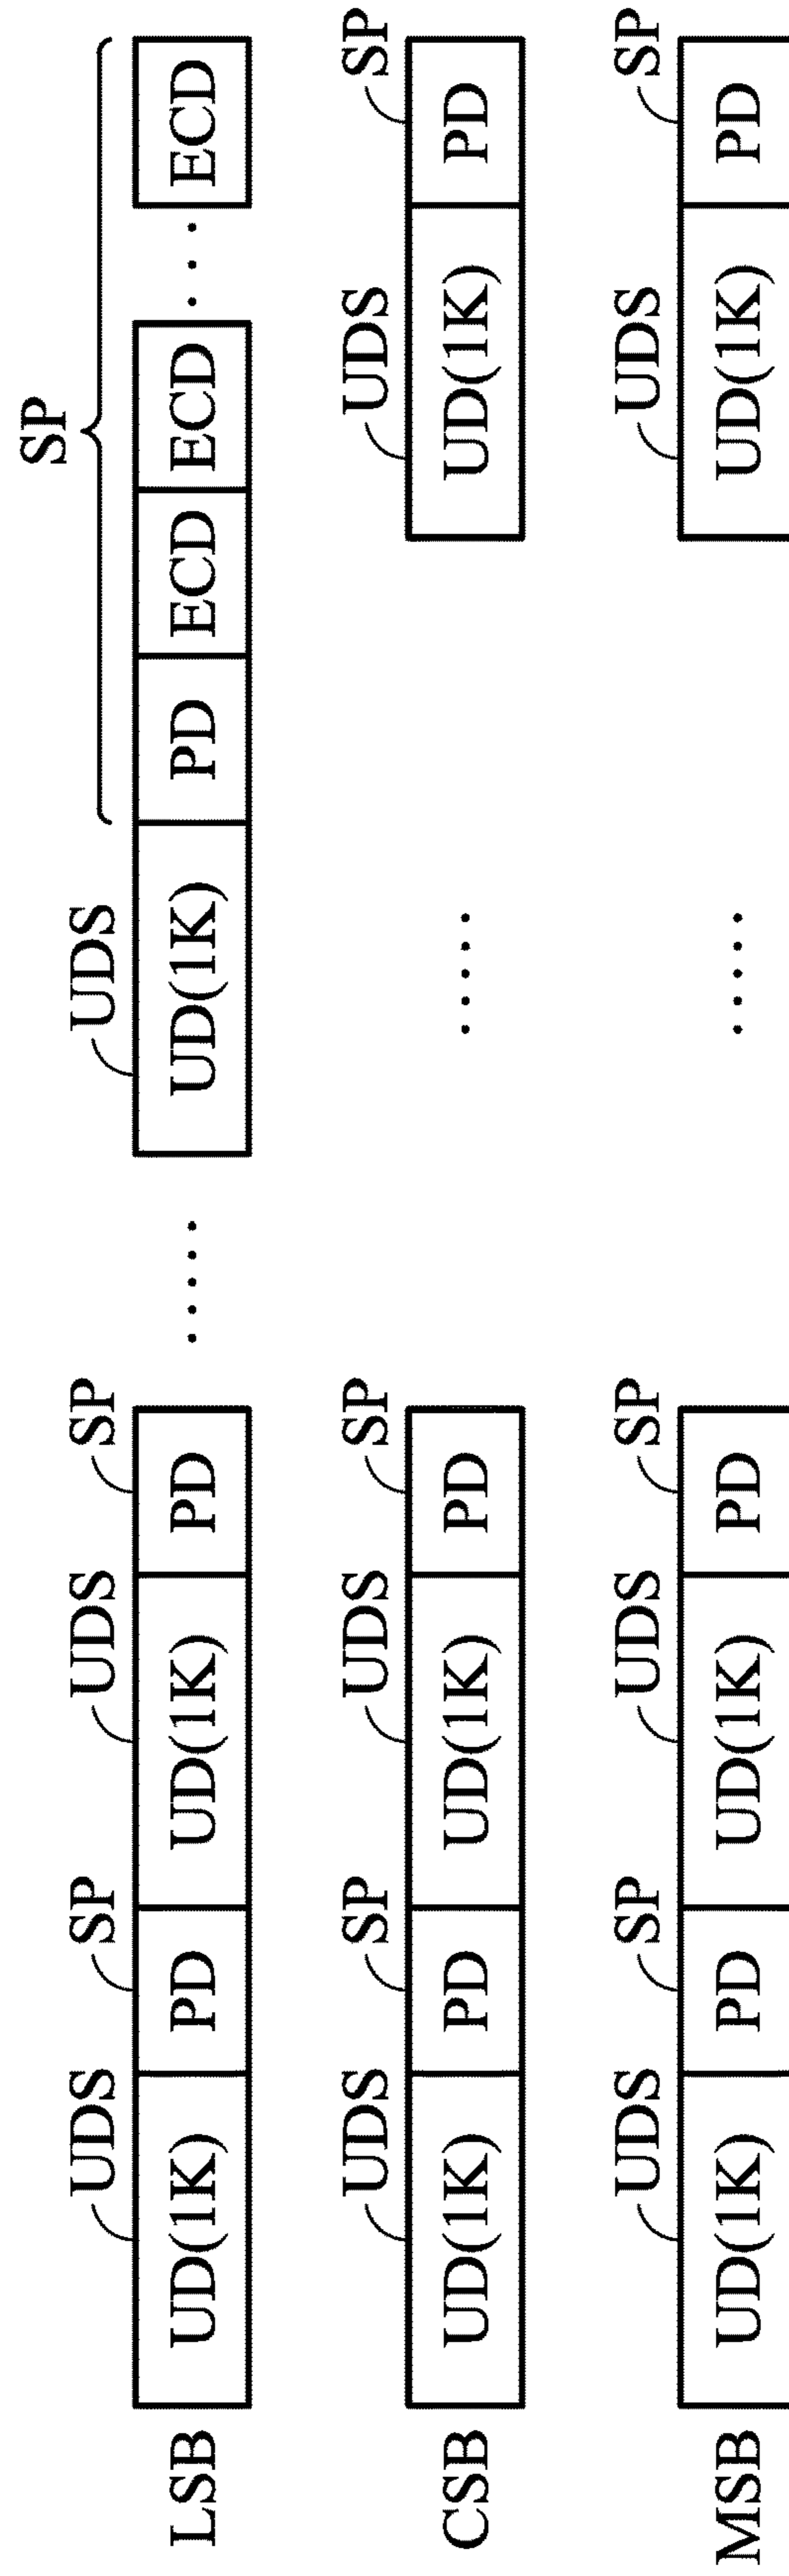 SP
UDS SP UDS SP UDS
LSB UD(1K) PD UD(1K) PD ..... UD(1K) PD ECD ECD ... ECD
UDS SP UDS SP UDS SP
CSB UD(1K) PD UD(1K) PD ..... UD(1K) PD
UDS SP UDS SP UDS SP
MSB UD(1K) PD UD(1K) PD ..... UD(1K) PD